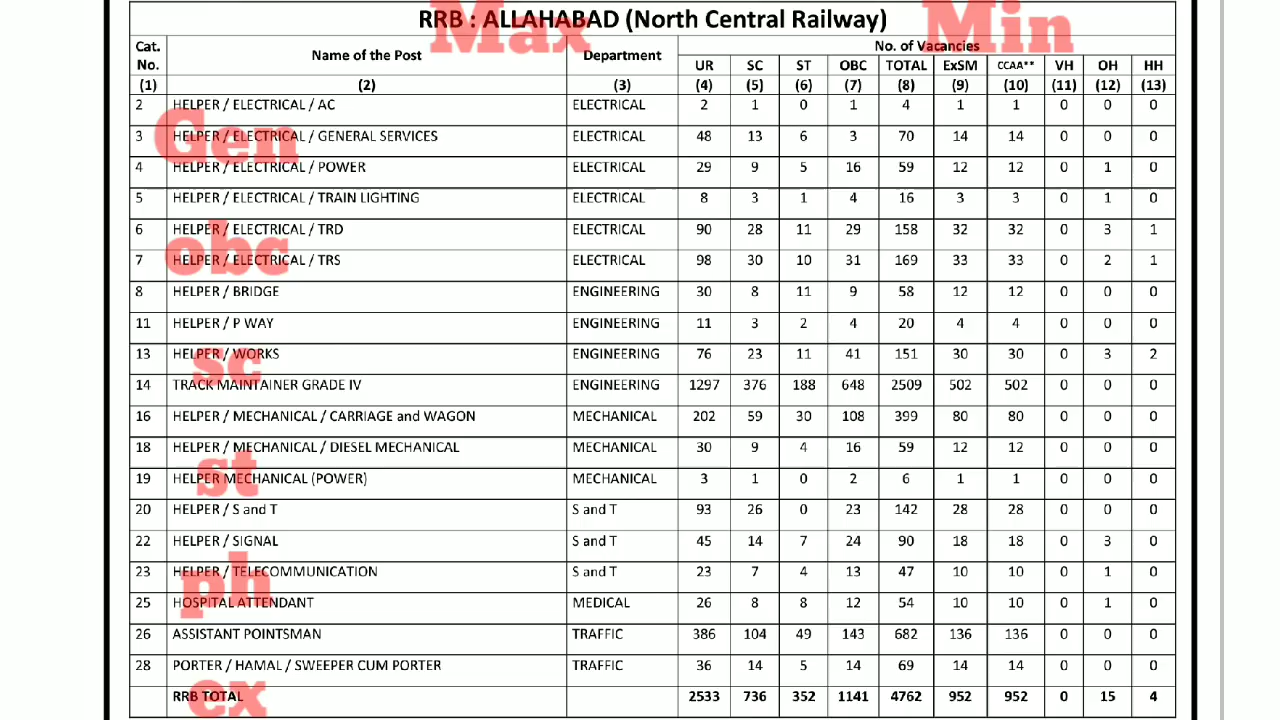 RRB : ALLAHABAD (North Central Railway)
Max Min
Cat. No. Name of the Post Department No. of Vacancies
UR SC ST OBC TOTAL ExSM CCAA** VH OH HH
(1) (2) (3) (4) (5) (6) (7) (8) (9) (10) (11) (12) (13)
2 HELPER / ELECTRICAL / AC ELECTRICAL 2 1 0 1 4 1 1 0 0 0
Gen
3 HELPER / ELECTRICAL / GENERAL SERVICES ELECTRICAL 48 13 6 3 70 14 14 0 0 0
4 HELPER / ELECTRICAL / POWER ELECTRICAL 29 9 5 16 59 12 12 0 1 0
5 HELPER / ELECTRICAL / TRAIN LIGHTING ELECTRICAL 8 3 1 4 16 3 3 0 1 0
6 HELPER / ELECTRICAL / TRD ELECTRICAL 90 28 11 29 158 32 32 0 3 1
obc
7 HELPER / ELECTRICAL / TRS ELECTRICAL 98 30 10 31 169 33 33 0 2 1
8 HELPER / BRIDGE ENGINEERING 30 8 11 9 58 12 12 0 0 0
11 HELPER / P WAY ENGINEERING 11 3 2 4 20 4 4 0 0 0
13 HELPER / WORKS ENGINEERING 76 23 11 41 151 30 30 0 3 2
sc
14 TRACK MAINTAINER GRADE IV ENGINEERING 1297 376 188 648 2509 502 502 0 0 0
16 HELPER / MECHANICAL / CARRIAGE and WAGON MECHANICAL 202 59 30 108 399 80 80 0 0 0
18 HELPER / MECHANICAL / DIESEL MECHANICAL MECHANICAL 30 9 4 16 59 12 12 0 0 0
st
19 HELPER MECHANICAL (POWER) MECHANICAL 3 1 0 2 6 1 1 0 0 0
20 HELPER / S and T S and T 93 26 0 23 142 28 28 0 0 0
22 HELPER / SIGNAL S and T 45 14 7 24 90 18 18 0 3 0
23 HELPER / TELECOMMUNICATION S and T 23 7 4 13 47 10 10 0 1 0
ph
25 HOSPITAL ATTENDANT MEDICAL 26 8 8 12 54 10 10 0 1 0
26 ASSISTANT POINTSMAN TRAFFIC 386 104 49 143 682 136 136 0 0 0
28 PORTER / HAMAL / SWEEPER CUM PORTER TRAFFIC 36 14 5 14 69 14 14 0 0 0
RRB TOTAL 2533 736 352 1141 4762 952 952 0 15 4
ex